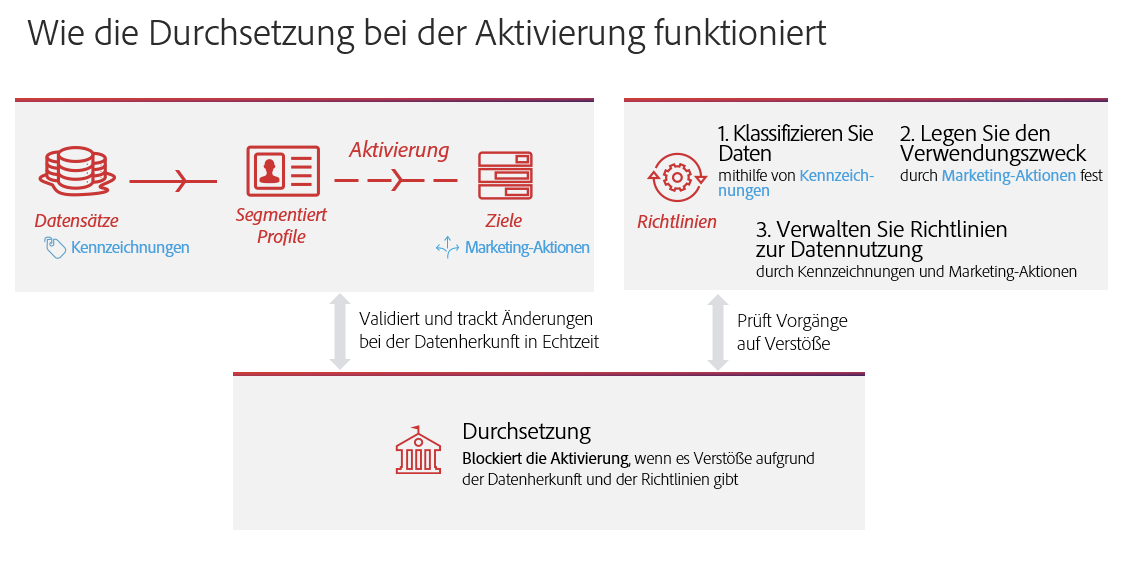 Wie die Durchsetzung bei der Aktivierung funktioniert
Aktivierung
Datensätze
Segmentiert
Profile
Ziele
Kennzeichnungen
Marketing-Aktionen
Richtlinien
1. Klassifizieren Sie
Daten
mithilfe von Kennzeich-
nungen
2. Legen Sie den
Verwendungszweck
durch Marketing-Aktionen fest
3. Verwalten Sie Richtlinien
zur Datennutzung
durch Kennzeichnungen und Marketing-Aktionen
Validiert und trackt Änderungen
bei der Datenherkunft in Echtzeit
Prüft Vorgänge
auf Verstöße
Durchsetzung
Blockiert die Aktivierung, wenn es Verstöße aufgrund
der Datenherkunft und der Richtlinien gibt